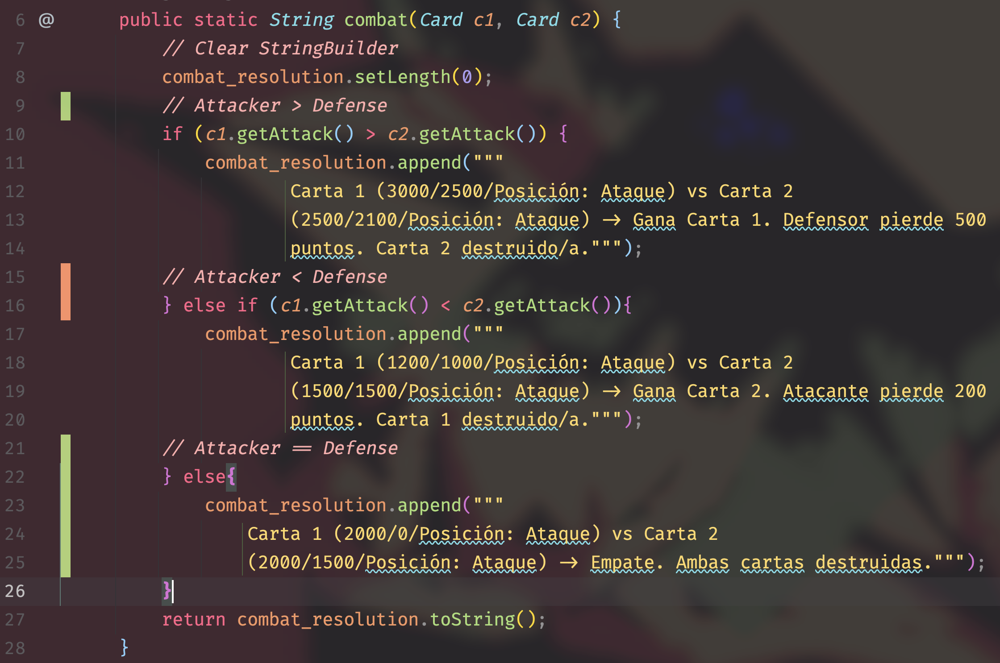 6 @ public static String combat(Card c1, Card c2) {
7 // Clear StringBuilder
8 combat_resolution.setLength(0);
9 // Attacker > Defense
10 if (c1.getAttack() > c2.getAttack()) {
11 combat_resolution.append("""
12 Carta 1 (3000/2500/Posición: Ataque) vs Carta 2
13 (2500/2100/Posición: Ataque) -> Gana Carta 1. Defensor pierde 500
14 puntos. Carta 2 destruido/a.""");
15 // Attacker < Defense
16 } else if (c1.getAttack() < c2.getAttack()){
17 combat_resolution.append("""
18 Carta 1 (1200/1000/Posición: Ataque) vs Carta 2
19 (1500/1500/Posición: Ataque) -> Gana Carta 2. Atacante pierde 200
20 puntos. Carta 1 destruido/a.""");
21 // Attacker == Defense
22 } else{
23 combat_resolution.append("""
24 Carta 1 (2000/0/Posición: Ataque) vs Carta 2
25 (2000/1500/Posición: Ataque) -> Empate. Ambas cartas destruidas.""");
26 }
27 return combat_resolution.toString();
28 }